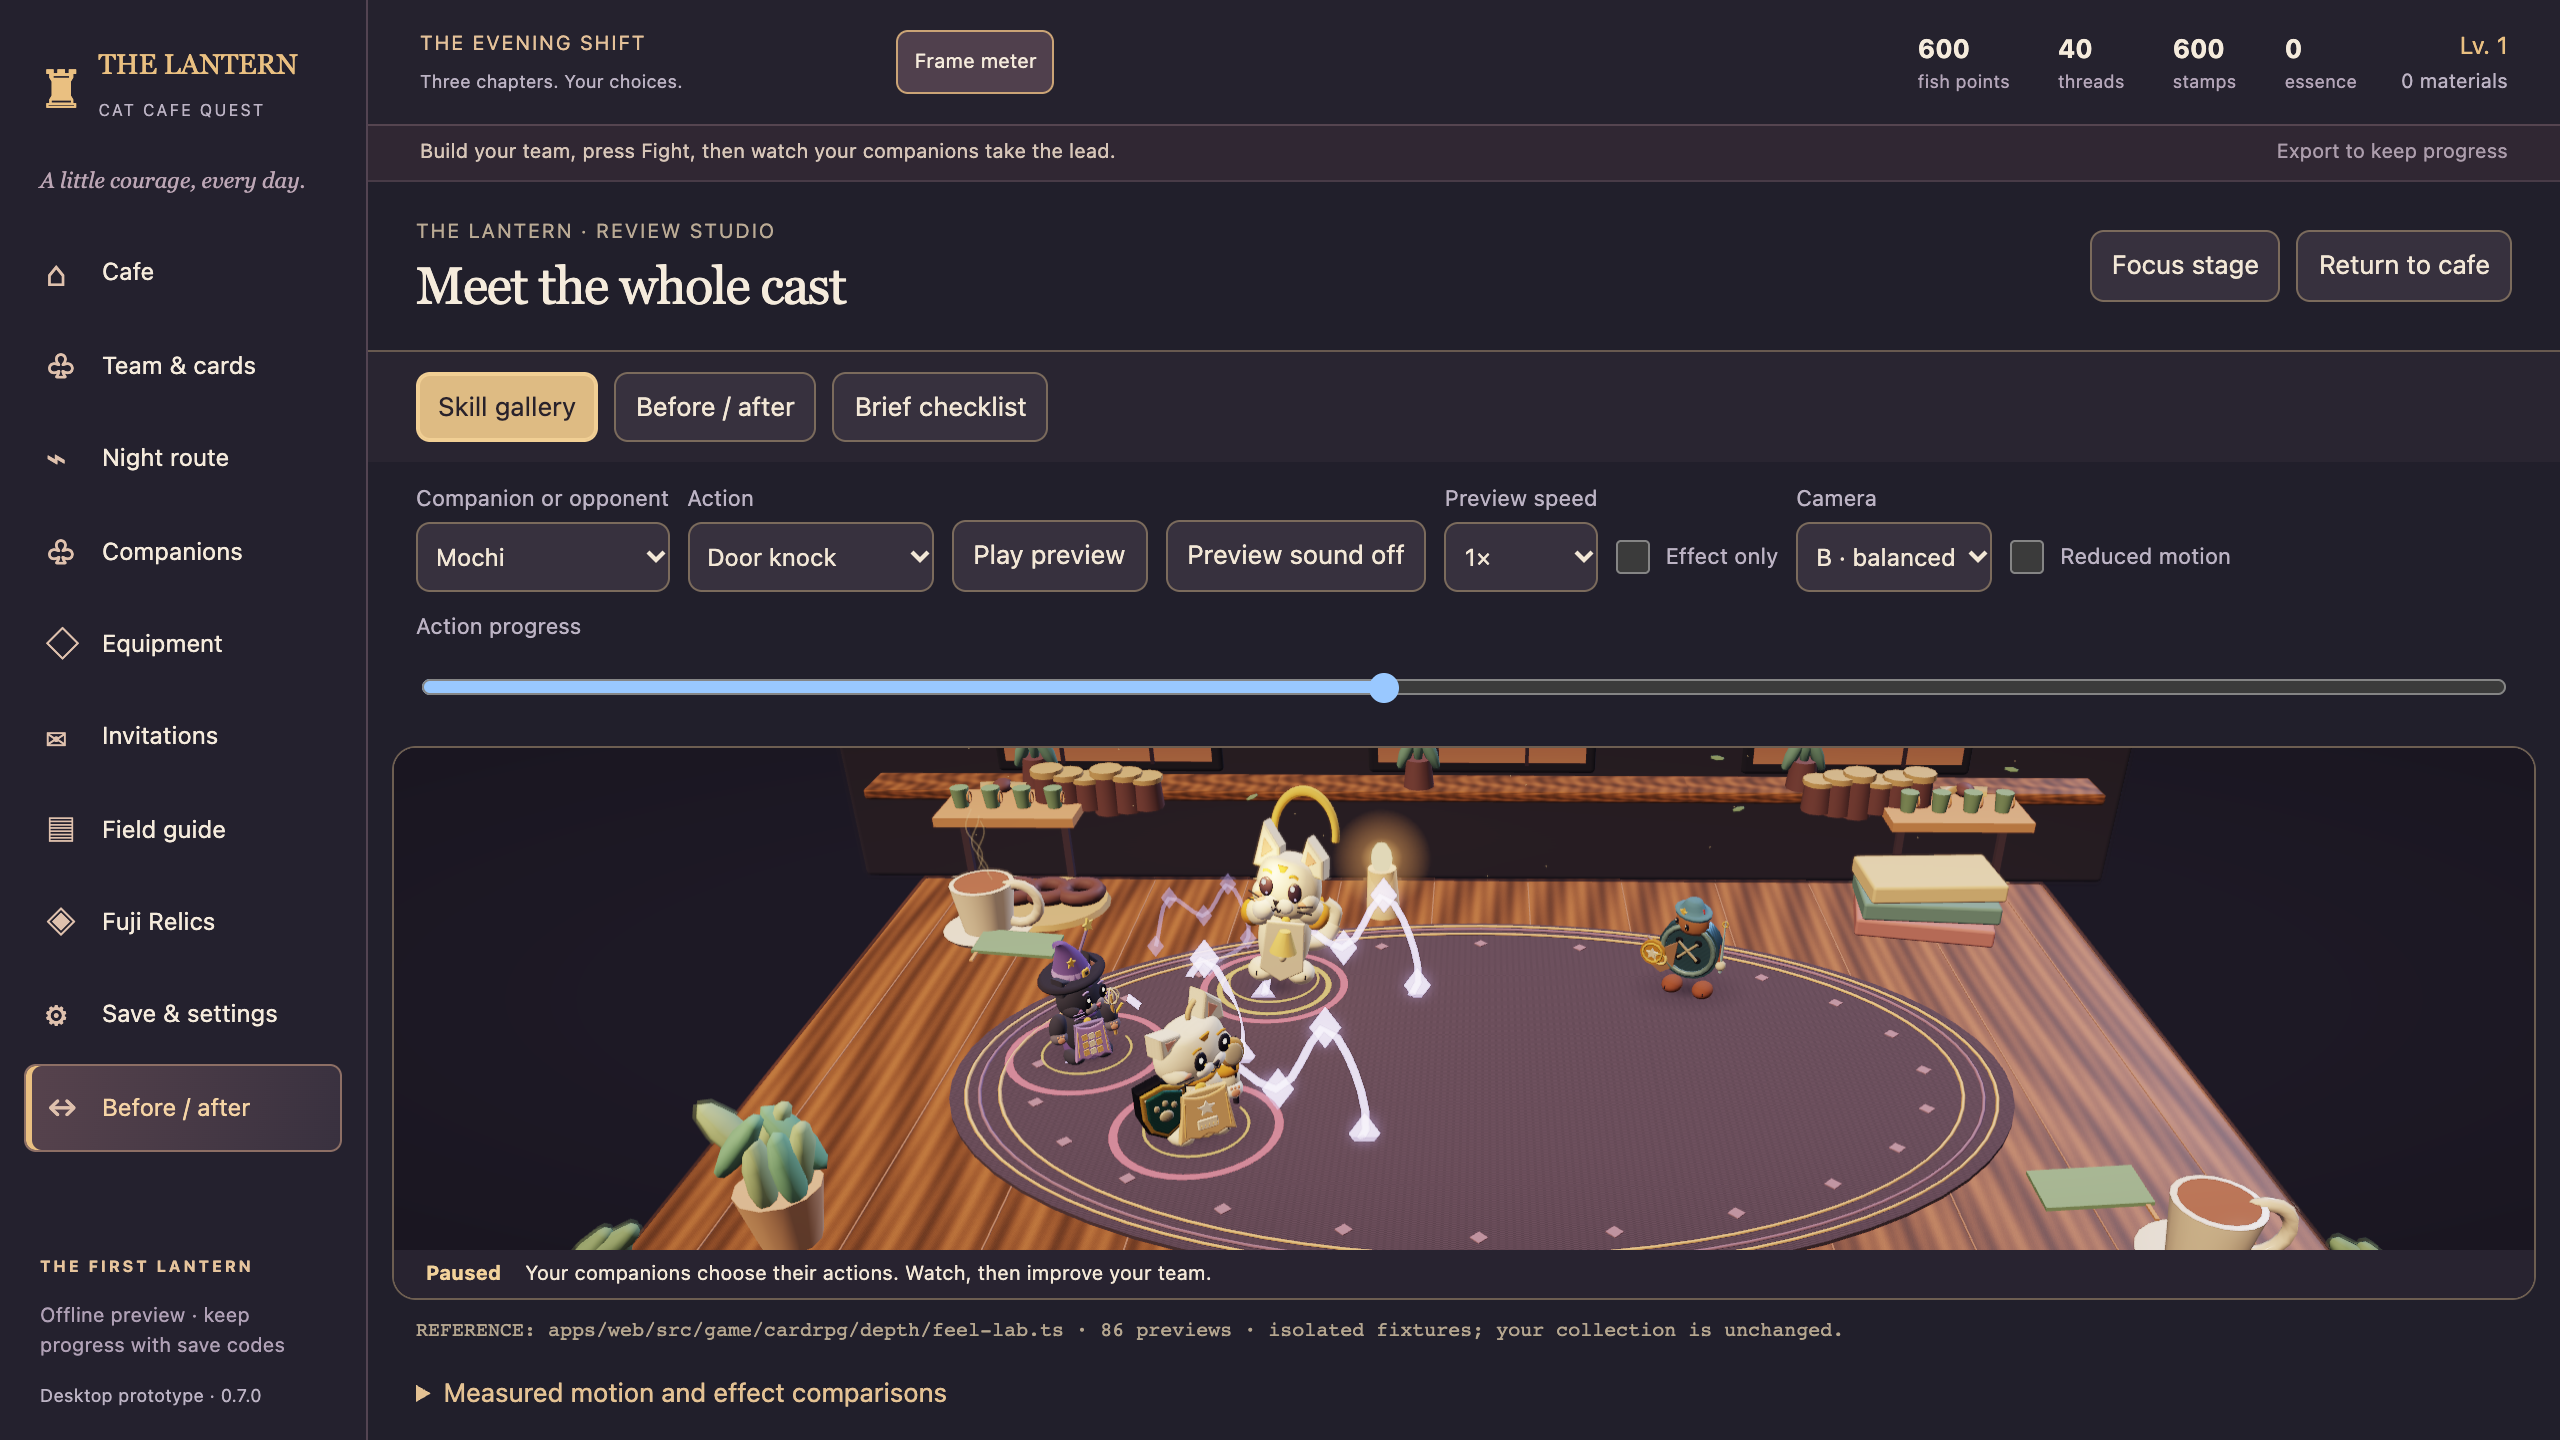 THE LANTERN
CAT CAFE QUEST
A little courage, every day.
Cafe
Team & cards
Night route
Companions
Equipment
Invitations
Field guide
Fuji Relics
Save & settings
Before / after
THE FIRST LANTERN
Offline preview · keep
progress with save codes
Desktop prototype · 0.7.0
THE EVENING SHIFT
Three chapters. Your choices.
Frame meter
600
fish points
40
threads
600
stamps
0
essence
Lv. 1
0 materials
Build your team, press Fight, then watch your companions take the lead.
Export to keep progress
THE LANTERN · REVIEW STUDIO
Meet the whole cast
Focus stage
Return to cafe
Skill gallery
Before / after
Brief checklist
Companion or opponent
Mochi
Action
Door knock
Play preview
Preview sound off
Preview speed
1×
Effect only
Camera
B · balanced
Reduced motion
Action progress
Paused Your companions choose their actions. Watch, then improve your team.
REFERENCE: apps/web/src/game/cardrpg/depth/feel-lab.ts · 86 previews · isolated fixtures; your collection is unchanged.
Measured motion and effect comparisons